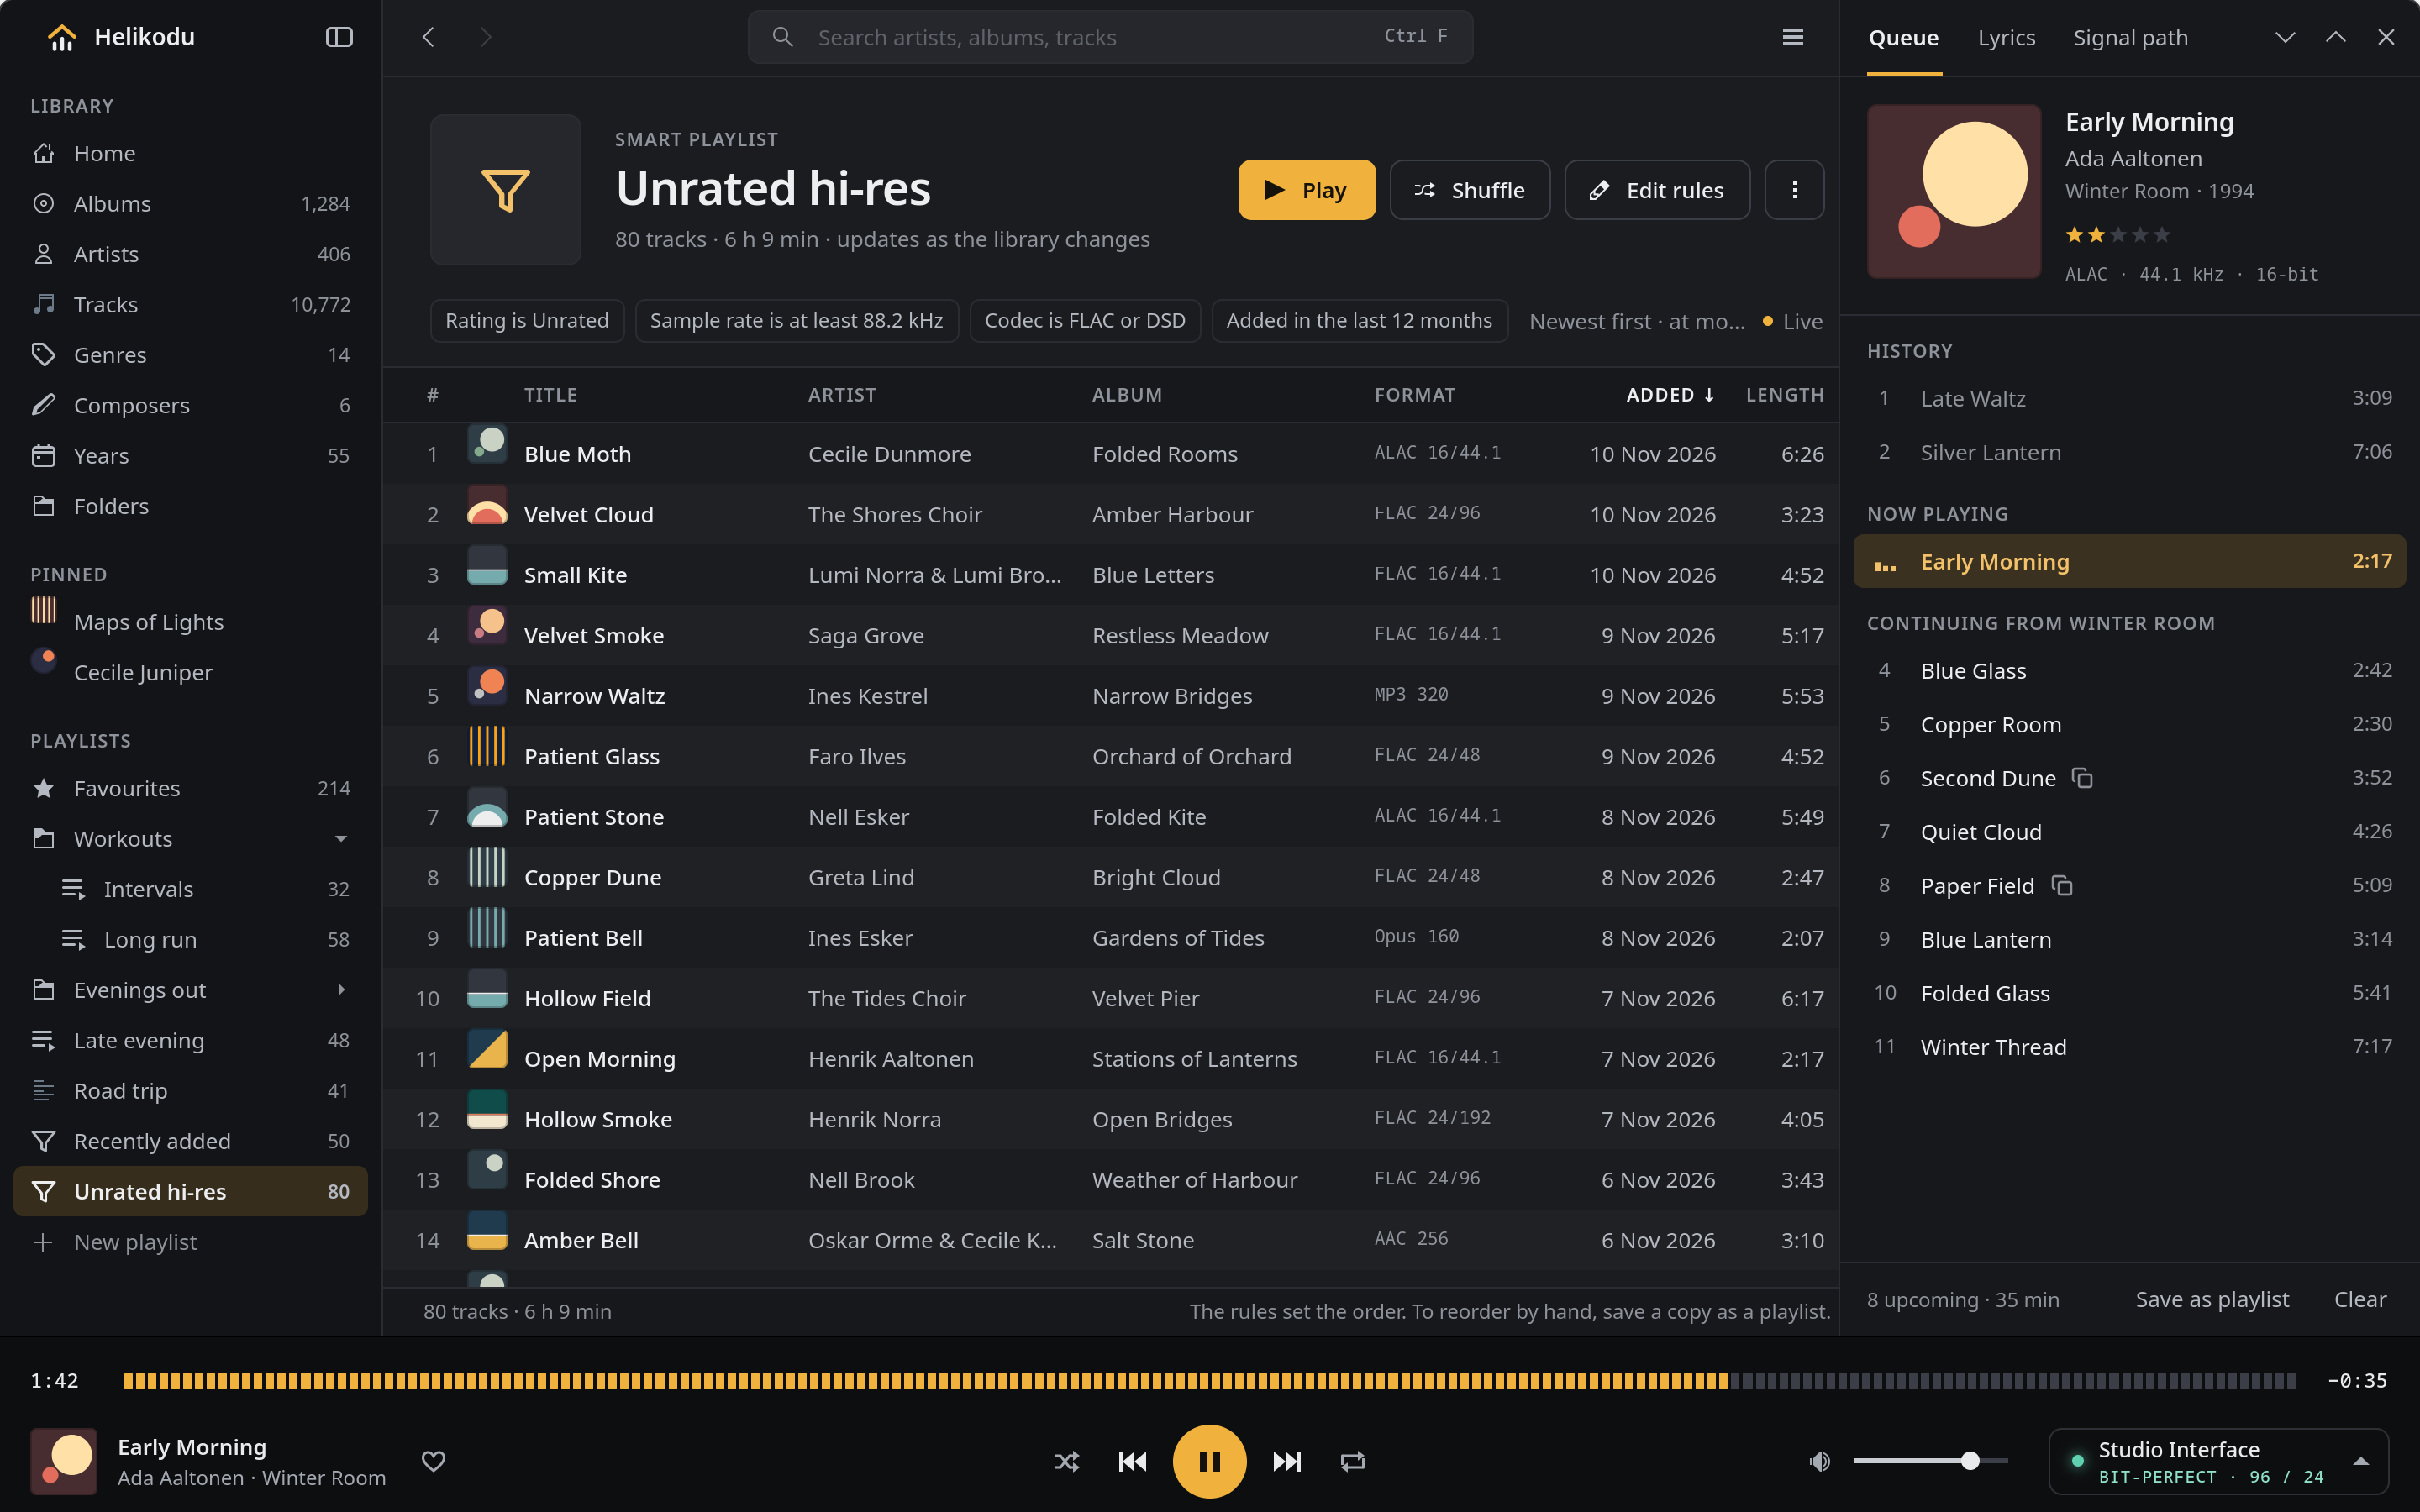 Helikodu
LIBRARY
Home
Albums 1,284
Artists 406
Tracks 10,772
Genres 14
Composers 6
Years 55
Folders
PINNED
Maps of Lights
Cecile Juniper
PLAYLISTS
Favourites 214
Workouts
Intervals 32
Long run 58
Evenings out
Late evening 48
Road trip 41
Recently added 50
Unrated hi-res 80
New playlist
Search artists, albums, tracks Ctrl F
SMART PLAYLIST
Unrated hi-res
80 tracks · 6 h 9 min · updates as the library changes
Play Shuffle Edit rules
Rating is Unrated Sample rate is at least 88.2 kHz Codec is FLAC or DSD Added in the last 12 months Newest first · at mo... Live
# TITLE ARTIST ALBUM FORMAT ADDED ↓ LENGTH
1 Blue Moth Cecile Dunmore Folded Rooms ALAC 16/44.1 10 Nov 2026 6:26
2 Velvet Cloud The Shores Choir Amber Harbour FLAC 24/96 10 Nov 2026 3:23
3 Small Kite Lumi Norra & Lumi Bro... Blue Letters FLAC 16/44.1 10 Nov 2026 4:52
4 Velvet Smoke Saga Grove Restless Meadow FLAC 16/44.1 9 Nov 2026 5:17
5 Narrow Waltz Ines Kestrel Narrow Bridges MP3 320 9 Nov 2026 5:53
6 Patient Glass Faro Ilves Orchard of Orchard FLAC 24/48 9 Nov 2026 4:52
7 Patient Stone Nell Esker Folded Kite ALAC 16/44.1 8 Nov 2026 5:49
8 Copper Dune Greta Lind Bright Cloud FLAC 24/48 8 Nov 2026 2:47
9 Patient Bell Ines Esker Gardens of Tides Opus 160 8 Nov 2026 2:07
10 Hollow Field The Tides Choir Velvet Pier FLAC 24/96 7 Nov 2026 6:17
11 Open Morning Henrik Aaltonen Stations of Lanterns FLAC 16/44.1 7 Nov 2026 2:17
12 Hollow Smoke Henrik Norra Open Bridges FLAC 24/192 7 Nov 2026 4:05
13 Folded Shore Nell Brook Weather of Harbour FLAC 24/96 6 Nov 2026 3:43
14 Amber Bell Oskar Orme & Cecile K... Salt Stone AAC 256 6 Nov 2026 3:10
80 tracks · 6 h 9 min The rules set the order. To reorder by hand, save a copy as a playlist.
Queue Lyrics Signal path
Early Morning
Ada Aaltonen
Winter Room · 1994
ALAC · 44.1 kHz · 16-bit
HISTORY
1 Late Waltz 3:09
2 Silver Lantern 7:06
NOW PLAYING
Early Morning 2:17
CONTINUING FROM WINTER ROOM
4 Blue Glass 2:42
5 Copper Room 2:30
6 Second Dune 3:52
7 Quiet Cloud 4:26
8 Paper Field 5:09
9 Blue Lantern 3:14
10 Folded Glass 5:41
11 Winter Thread 7:17
8 upcoming · 35 min Save as playlist Clear
1:42 −0:35
Early Morning
Ada Aaltonen · Winter Room
Studio Interface
BIT-PERFECT · 96 / 24